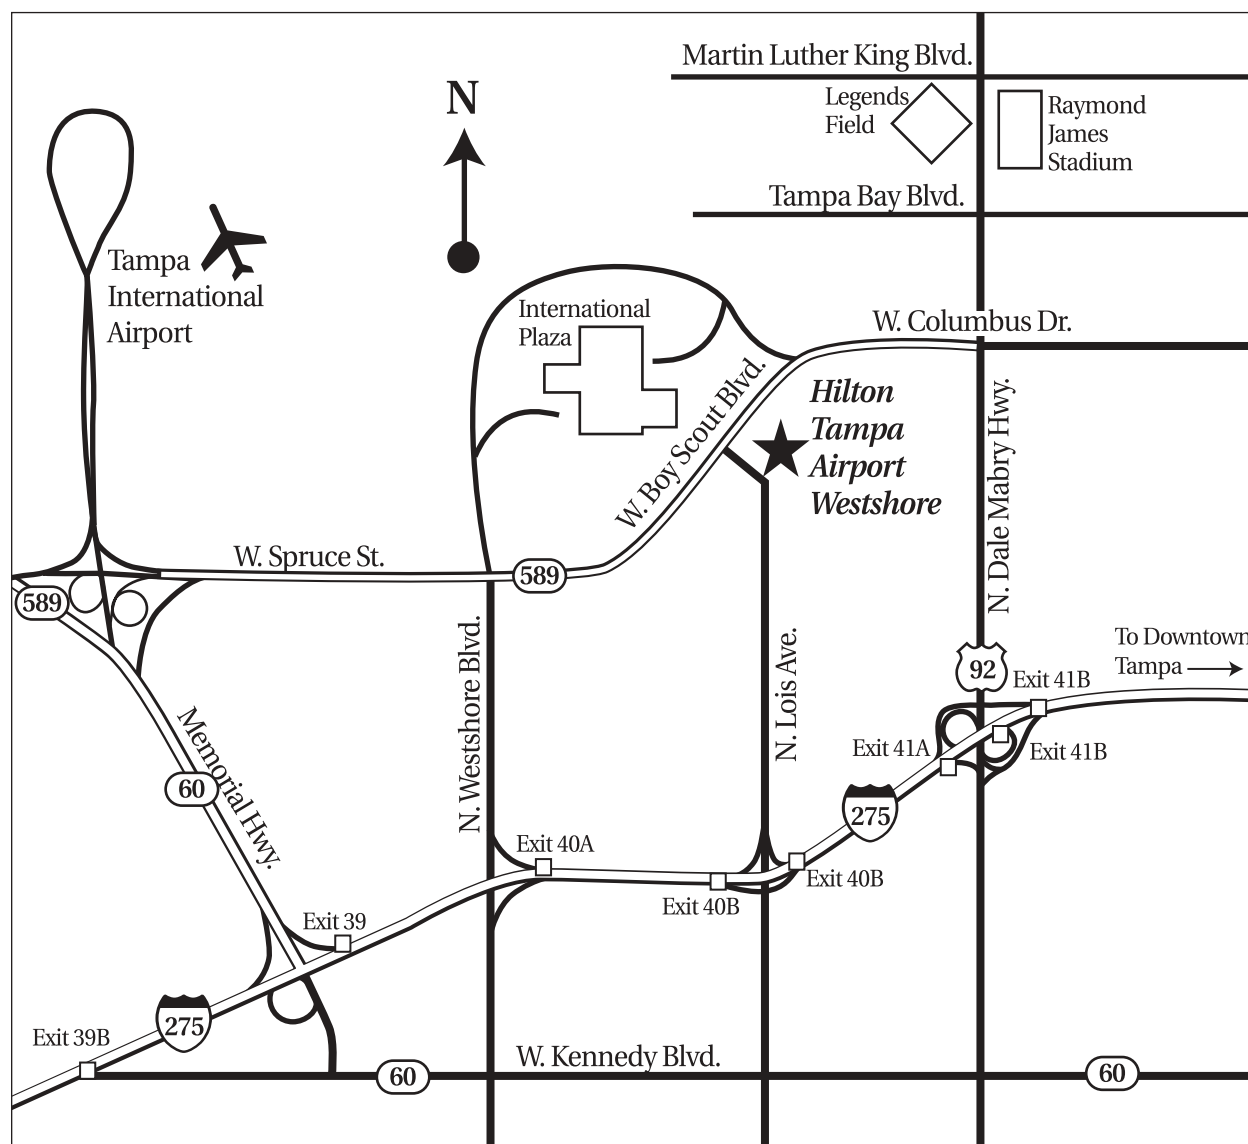 Martin Luther King Blvd.
Legends
Field
Raymond
James
Stadium
N
Tampa Bay Blvd.
Tampa
International
Airport
International
Plaza
W. Columbus Dr.
W. Boy Scout Blvd.
Hilton
Tampa
Airport
Westshore
N. Dale Mabry Hwy.
W. Spruce St.
589
589
N. Westshore Blvd.
N. Lois Ave.
To Downtown
Tampa
92
Exit 41B
Exit 41A
Exit 41B
Memorial Hwy.
60
275
Exit 40A
Exit 40B
Exit 40B
Exit 39
275
Exit 39B
W. Kennedy Blvd.
60
60